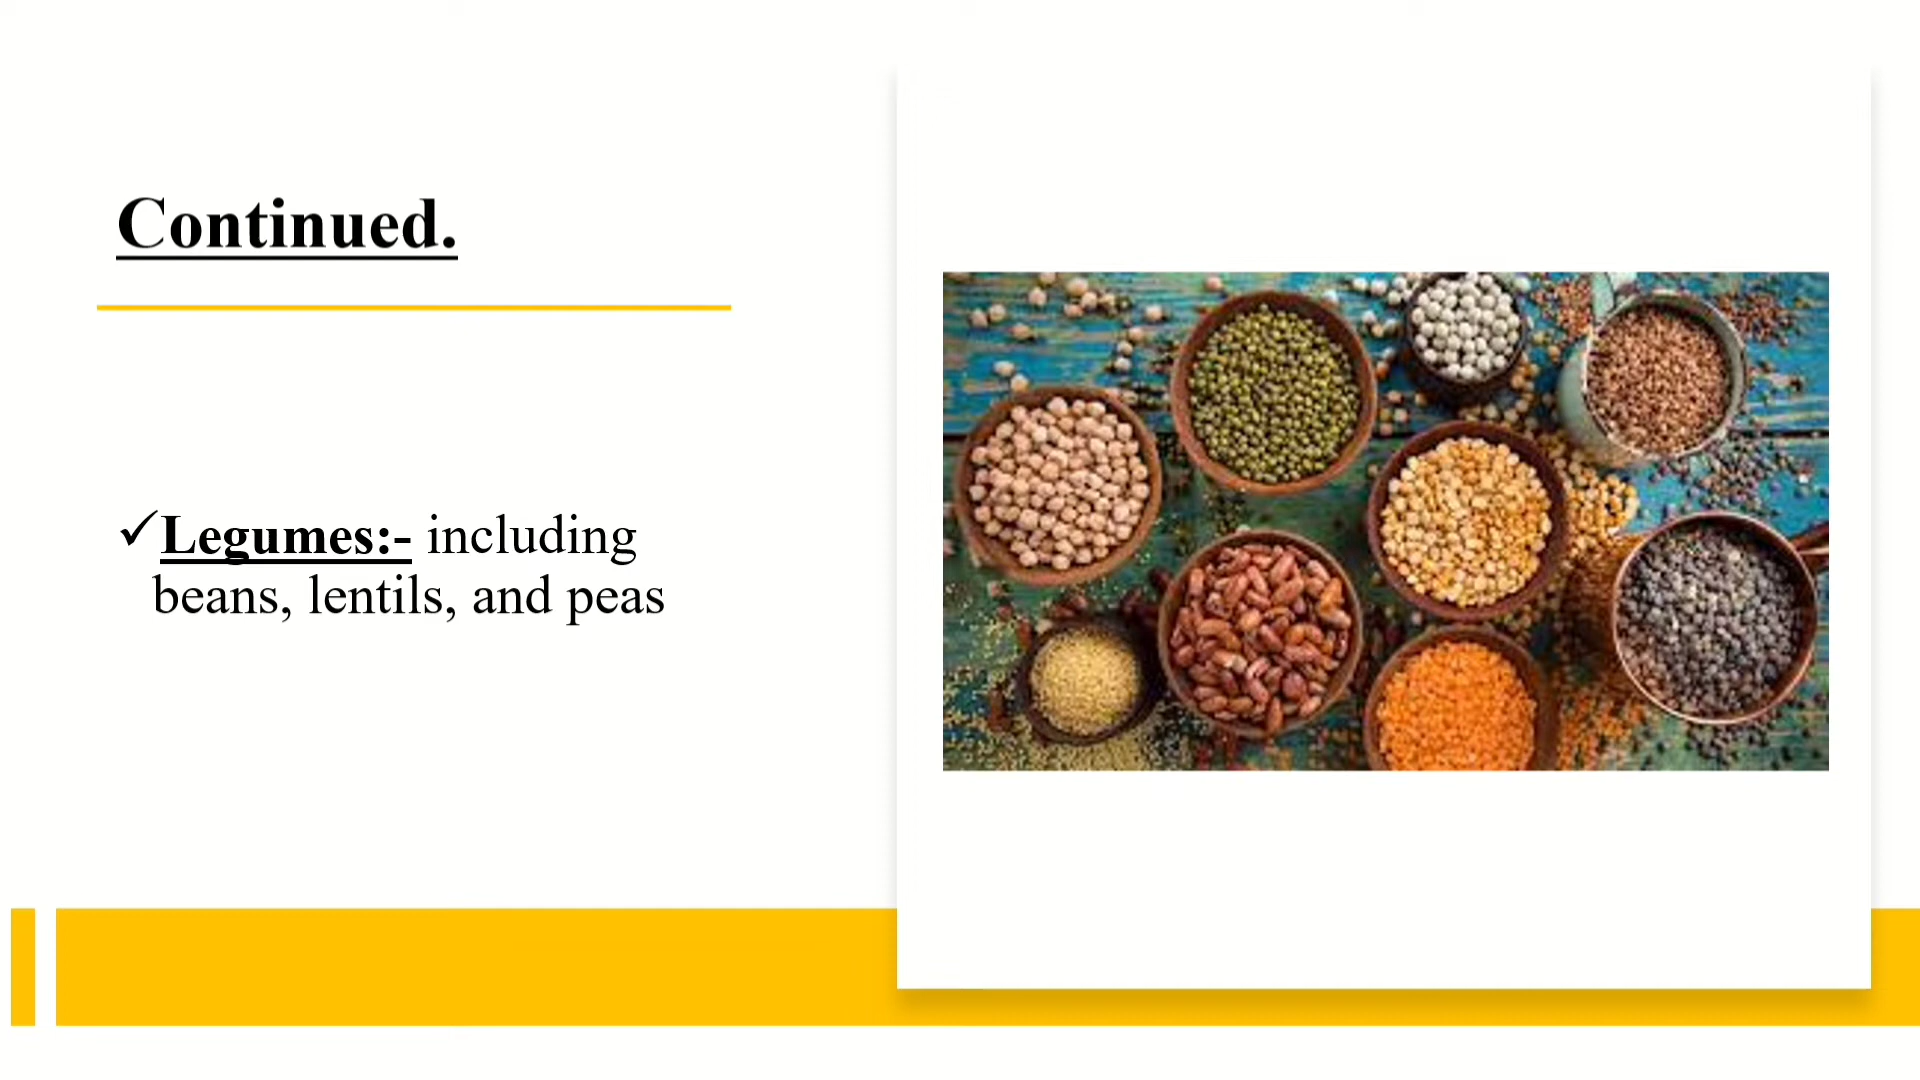 Continued.
✓Legumes:- including
beans, lentils, and peas